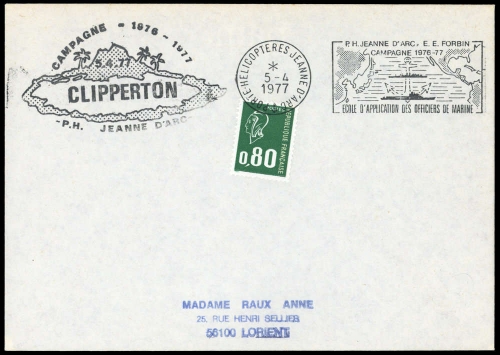 CAMPAGNE - 1976 - 1977
5.4.77
CLIPPERTON
-P.H. JEANNE D'ARC-
PORTE HELICOPTERES JEANNE D'ARC
*
5-4
1977
P.H. JEANNE D'ARC. E.E. FORBIN
CAMPAGNE 1976-77
ECOLE D'APPLICATION DES OFFICIERS DE MARINE
POSTES
0,80
REPUBLIQUE FRANÇAISE
MADAME RAUX ANNE
25, RUE HENRI
56100 LORIENT